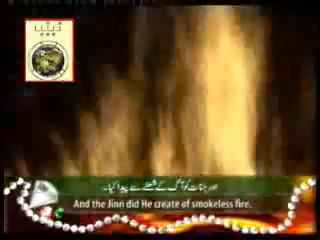 اور جنات کو آگ کے شعلے سے پیدا کیا۔
And the Jinn did He create of smokeless fire.